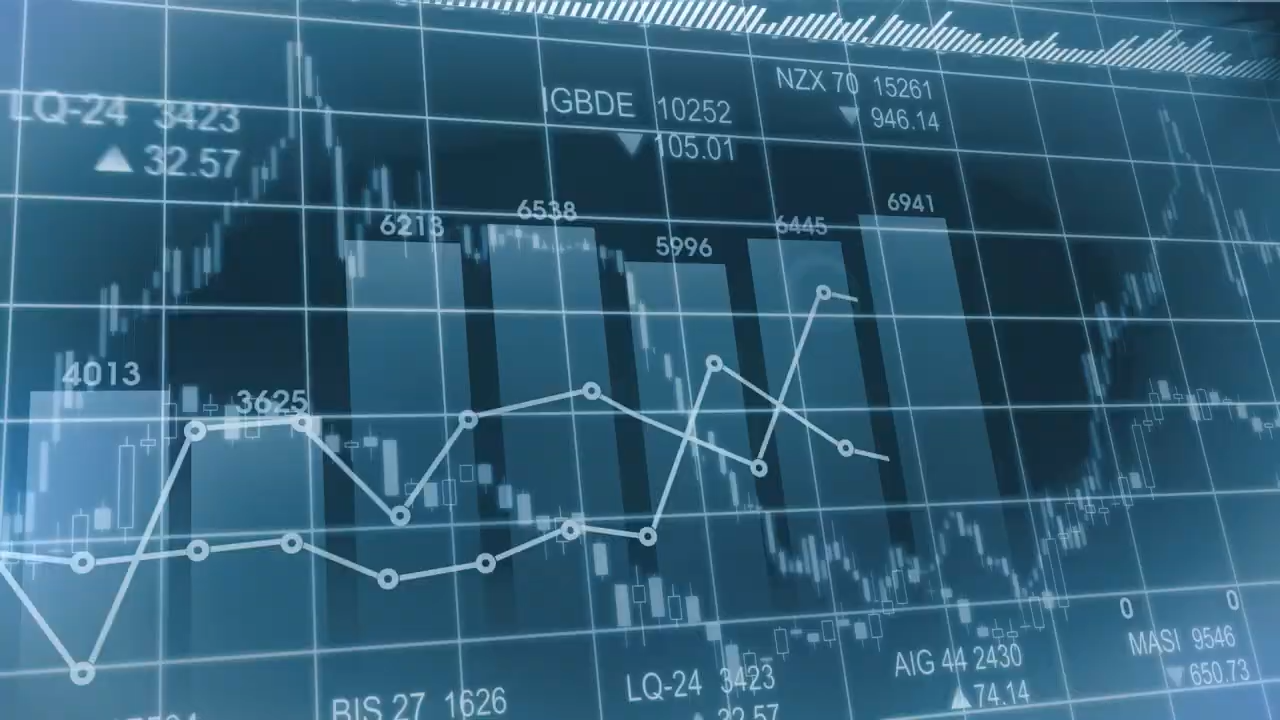 LQ-24 3423
▲ 32.57
IGBDE 10252
▼ 105.01
NZX 70 15261
▼ 946.14
4013
3625
6213
6538
5996
6445
6941
0
0
BIS 27 1626
LQ-24 3423
32.57
AIG 44 2430
▲ 74.14
MASI 9546
▼ 650.73